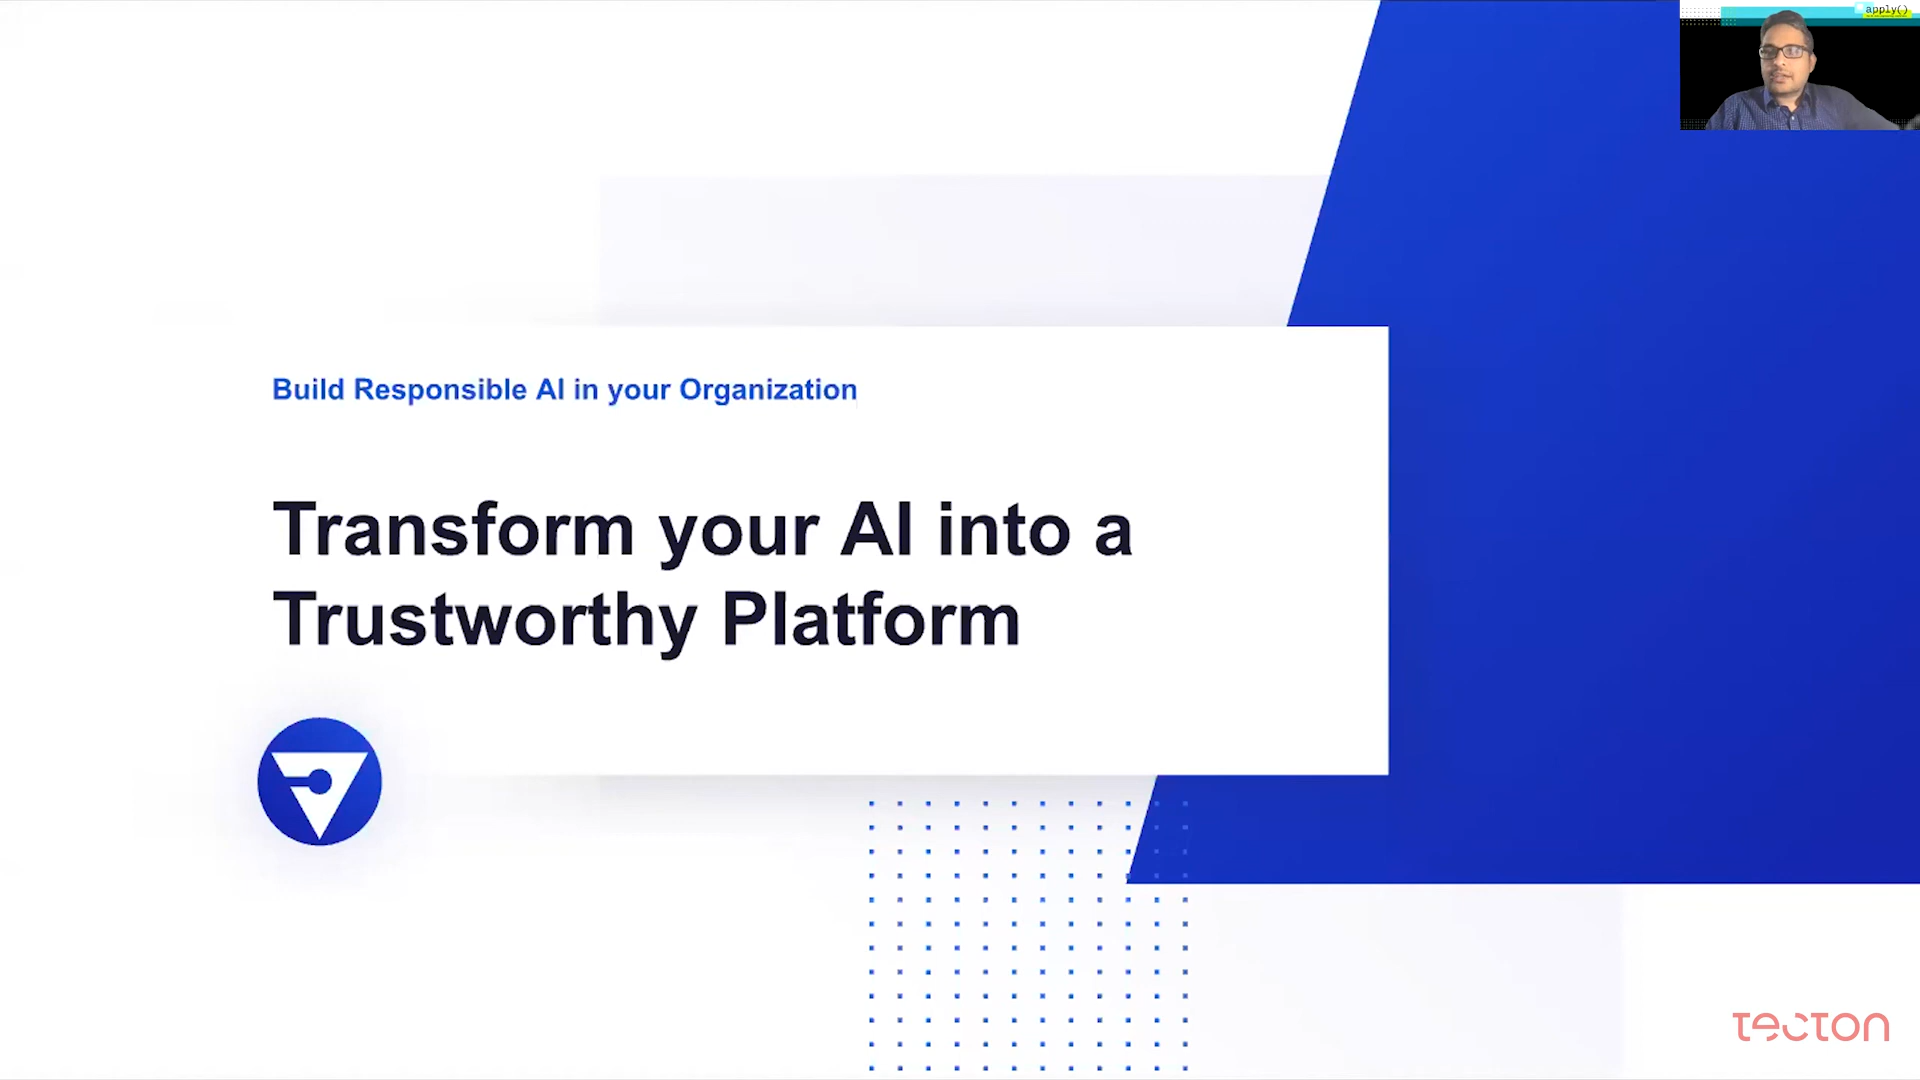 apply()
Build Responsible AI in your Organization
Transform your AI into a
Trustworthy Platform
tecton